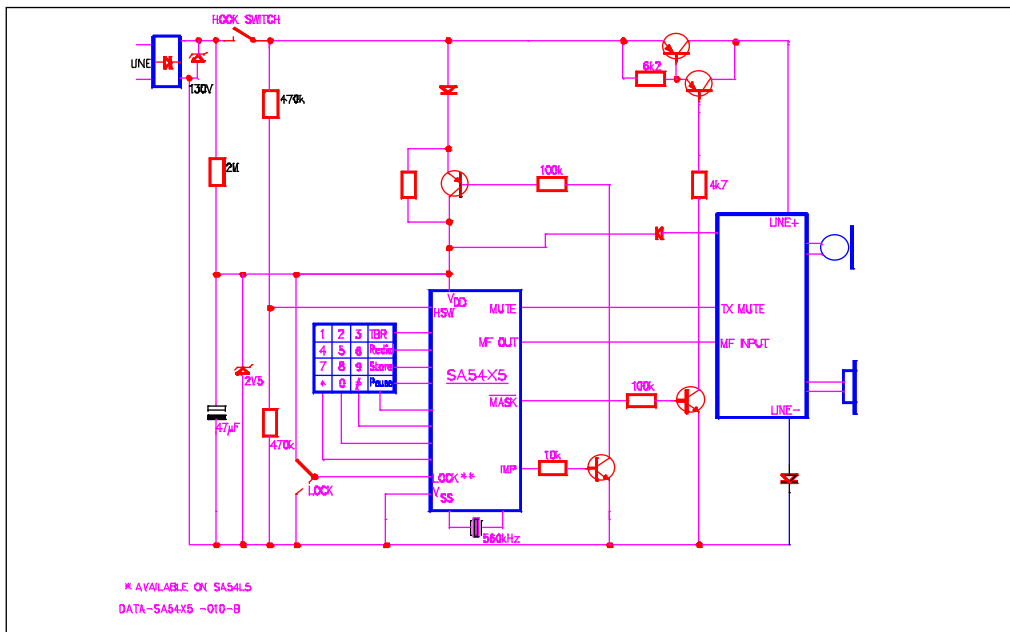 HOOK SWITCH
LINE
130V
470k
6k2
2M
100k
4k7
LINE+
VDD
HSW
MUTE
TX MUTE
1 2 3 TBR
4 5 6 Redial
7 8 9 Store
* 0 # Pause
MF OUT
MF INPUT
SA54X5
2V5
MASK
100k
LINE-
47µF
470k
10k
IMP
LOCK**
LOCK
VSS
560kHz
* AVAILABLE ON SA54L5
DATA-SA54X5 -010-B